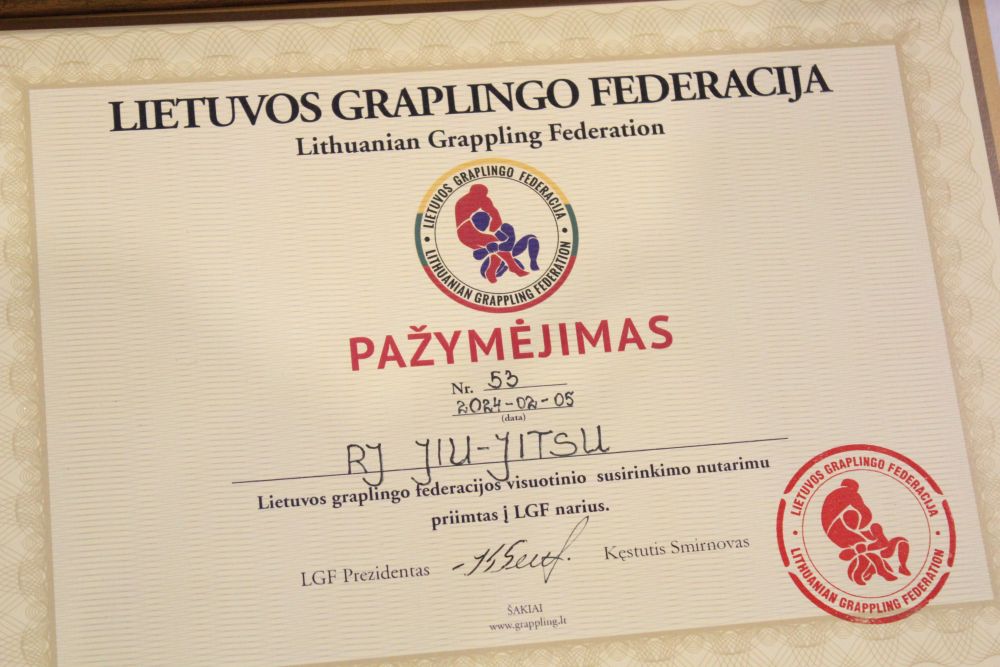 LIETUVOS GRAPLINGO FEDERACIJA
Lithuanian Grappling Federation
LIETUVOS GRAPLINGO FEDERACIJA
LITHUANIAN GRAPPLING FEDERATION
PAŽYMĖJIMAS
Nr. 53
2024-02-05
(data)
RJ JIU-JITSU
Lietuvos graplingo federacijos visuotinio susirinkimo nutarimu
priimtas į LGF narius.
LGF Prezidentas Kęstutis Smirnovas
ŠAKIAI
www.grappling.lt
LIETUVOS GRAPLINGO FEDERACIJA
LITHUANIAN GRAPPLING FEDERATION